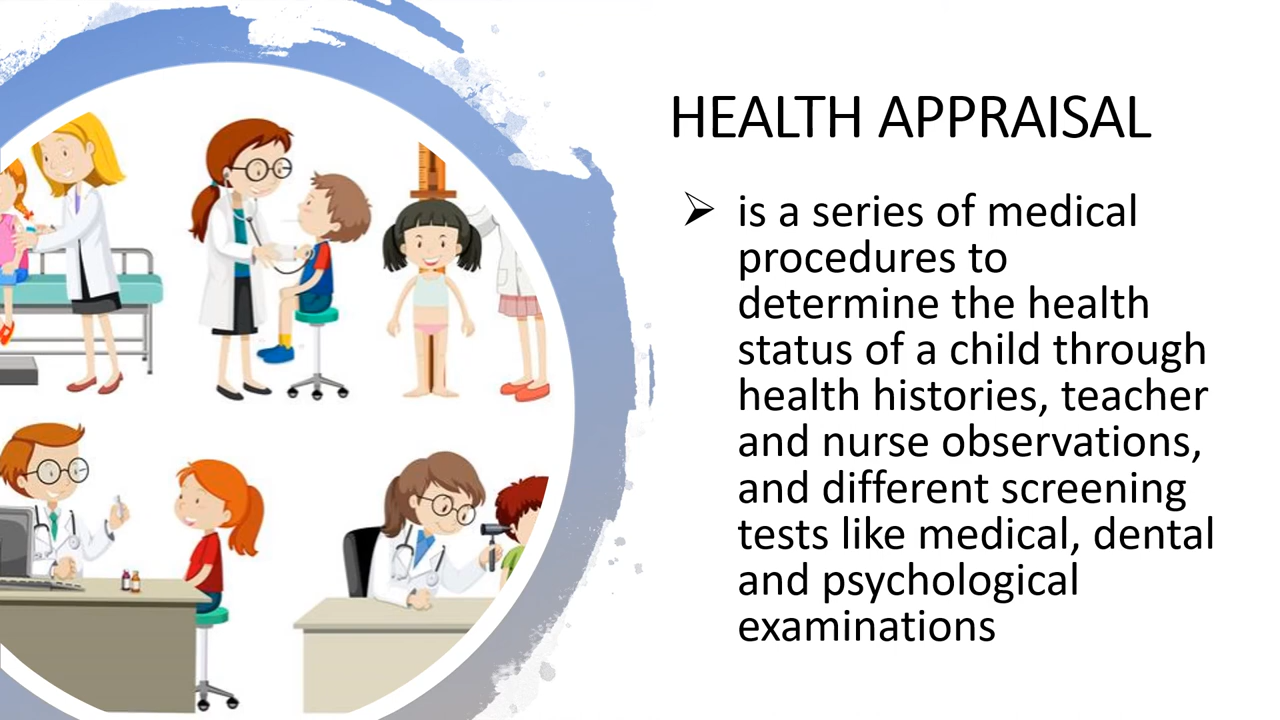 HEALTH APPRAISAL
➢ is a series of medical
procedures to
determine the health
status of a child through
health histories, teacher
and nurse observations,
and different screening
tests like medical, dental
and psychological
examinations